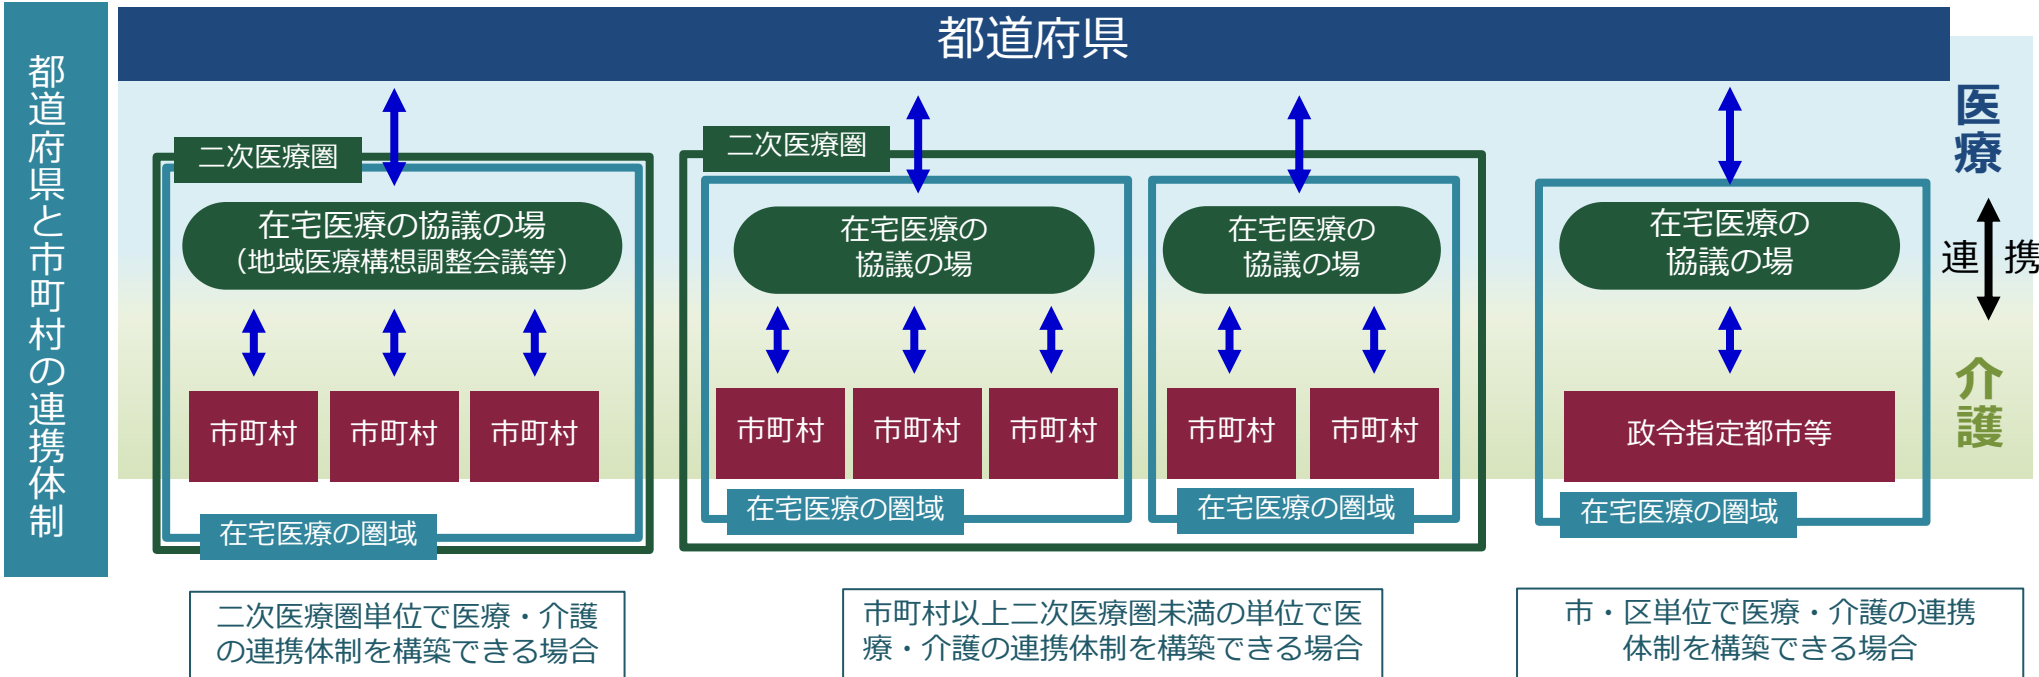 都道府県と市町村の連携体制
都道府県
二次医療圏
在宅医療の協議の場
（地域医療構想調整会議等）
市町村
市町村
市町村
在宅医療の圏域
二次医療圏単位で医療・介護
の連携体制を構築できる場合
二次医療圏
在宅医療の
協議の場
市町村
市町村
市町村
在宅医療の圏域
在宅医療の
協議の場
市町村
市町村
在宅医療の圏域
市町村以上二次医療圏未満の単位で医
療・介護の連携体制を構築できる場合
在宅医療の
協議の場
政令指定都市等
在宅医療の圏域
市・区単位で医療・介護の連携
体制を構築できる場合
医療
連携
介護